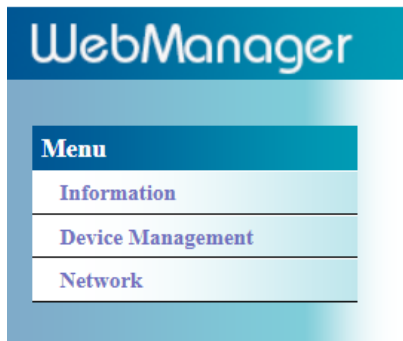 WebManager
Menu
Information
Device Management
Network